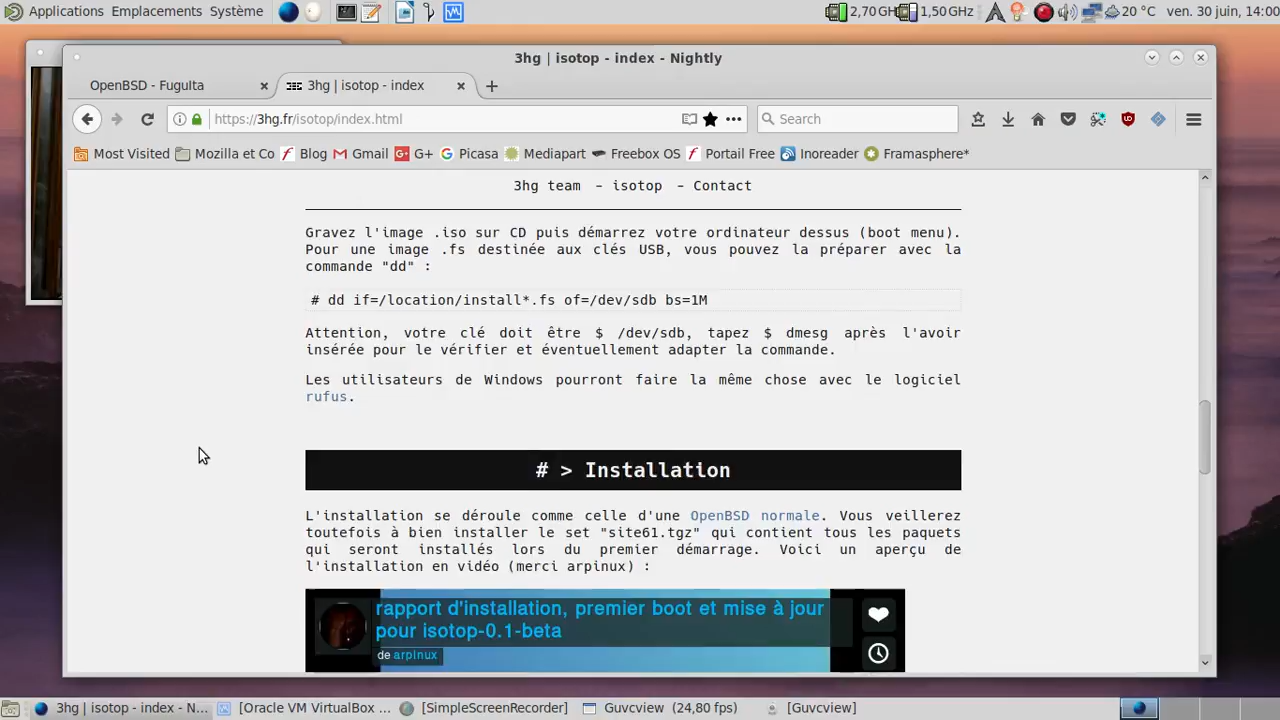 Applications Emplacements Système 2,70 GH 1,50 GHz 20 °C ven. 30 juin, 14:00
3hg | isotop - index - Nightly
OpenBSD - FuguIta 3hg | isotop - index
https://3hg.fr/isotop/index.html Search
Most Visited Mozilla et Co Blog Gmail G+ Picasa Mediapart Freebox OS Portail Free Inoreader Framasphere*
3hg team - isotop - Contact
Gravez l'image .iso sur CD puis démarrez votre ordinateur dessus (boot menu).
Pour une image .fs destinée aux clés USB, vous pouvez la préparer avec la
commande "dd" :
# dd if=/location/install*.fs of=/dev/sdb bs=1M
Attention, votre clé doit être $ /dev/sdb, tapez $ dmesg après l'avoir
insérée pour le vérifier et éventuellement adapter la commande.
Les utilisateurs de Windows pourront faire la même chose avec le logiciel
rufus.
# > Installation
L'installation se déroule comme celle d'une OpenBSD normale. Vous veillerez
toutefois à bien installer le set "site61.tgz" qui contient tous les paquets
qui seront installés lors du premier démarrage. Voici un aperçu de
l'installation en vidéo (merci arpinux) :
rapport d'installation, premier boot et mise à jour
pour isotop-0.1-beta
de arpinux
3hg | isotop - index - N... [Oracle VM VirtualBox ... [SimpleScreenRecorder] Guvcview (24,80 fps) [Guvcview]